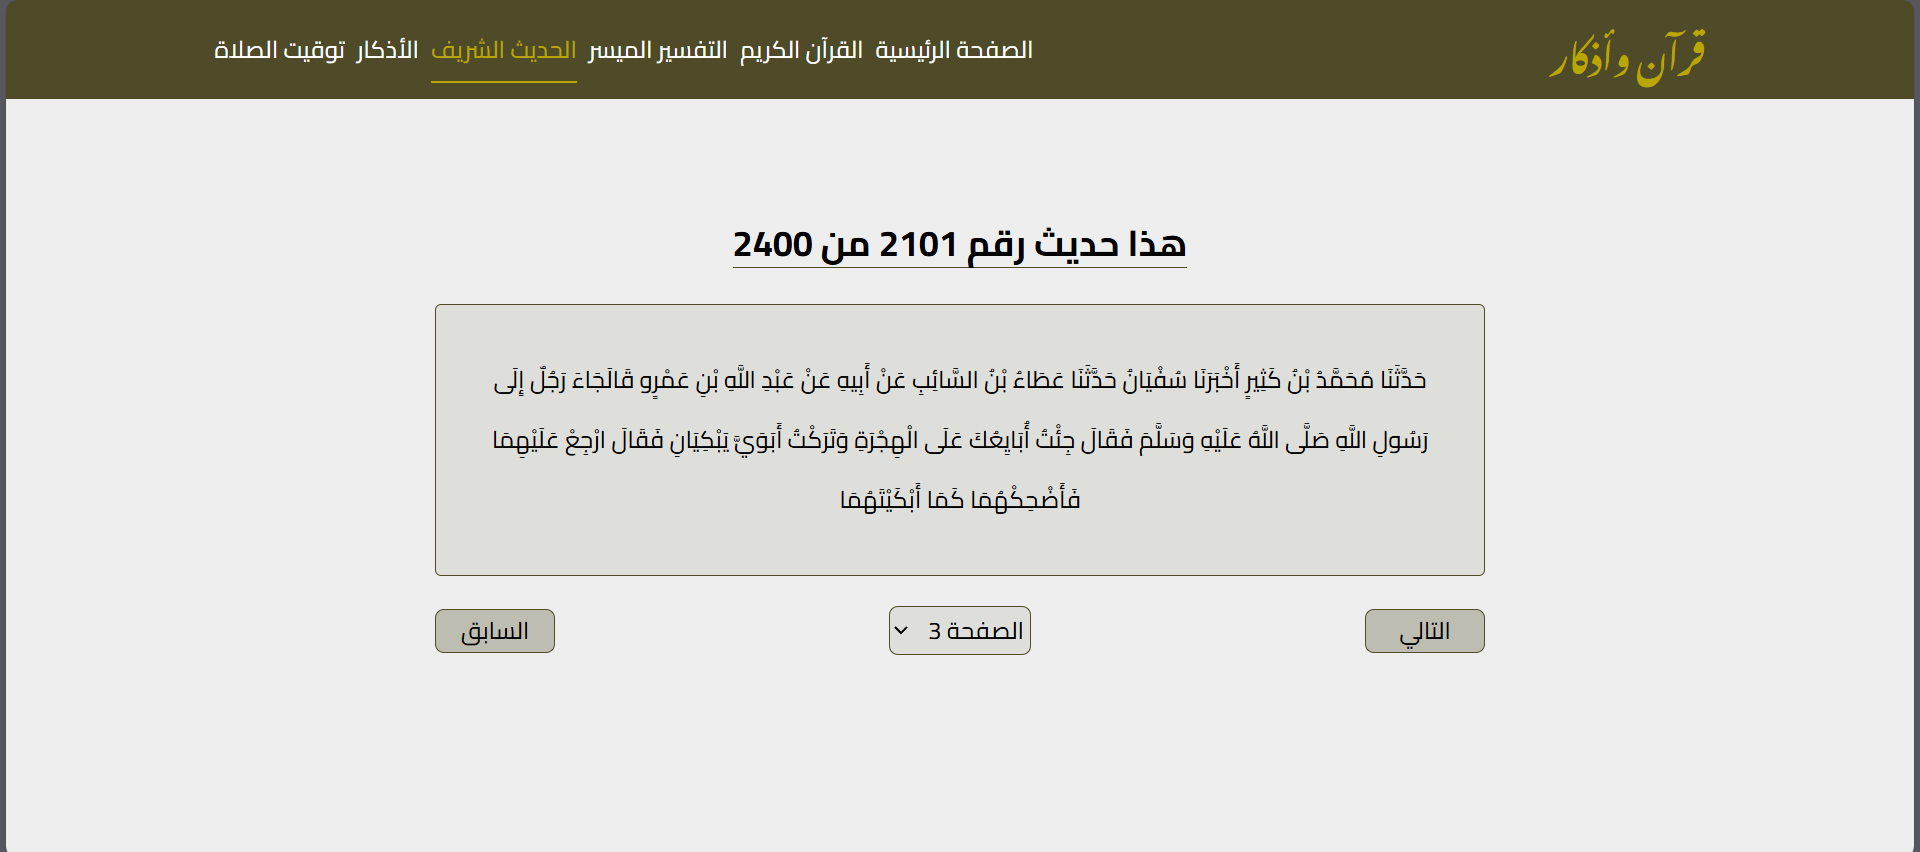 قرآن وأذكار
الصفحة الرئيسية القرآن الكريم التفسير الميسر الحديث الشريف الأذكار توقيت الصلاة
هذا حديث رقم 2101 من 2400
حَدَّثَنَا مُحَمَّدُ بْنُ كَثِيرٍ أَخْبَرَنَا سُفْيَانُ حَدَّثَنَا عَطَاءُ بْنُ السَّائِبِ عَنْ أَبِيهِ عَنْ عَبْدِ اللَّهِ بْنِ عَمْرٍو قَالَجَاءَ رَجُلٌ إِلَى
رَسُولِ اللَّهِ صَلَّى اللَّهُ عَلَيْهِ وَسَلَّمَ فَقَالَ جِئْتُ أُبَايِعُكَ عَلَى الْهِجْرَةِ وَتَرَكْتُ أَبَوَيَّ يَبْكِيَانِ فَقَالَ ارْجِعْ عَلَيْهِمَا
فَأَضْحِكْهُمَا كَمَا أَبْكَيْتَهُمَا
التالي
الصفحة 3
السابق